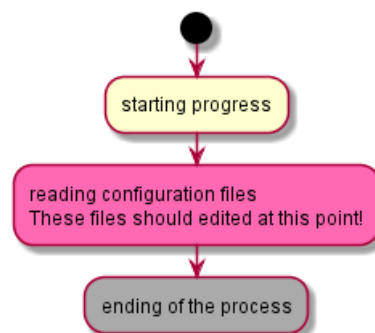 starting progress
reading configuration files
These files should edited at this point!
ending of the process